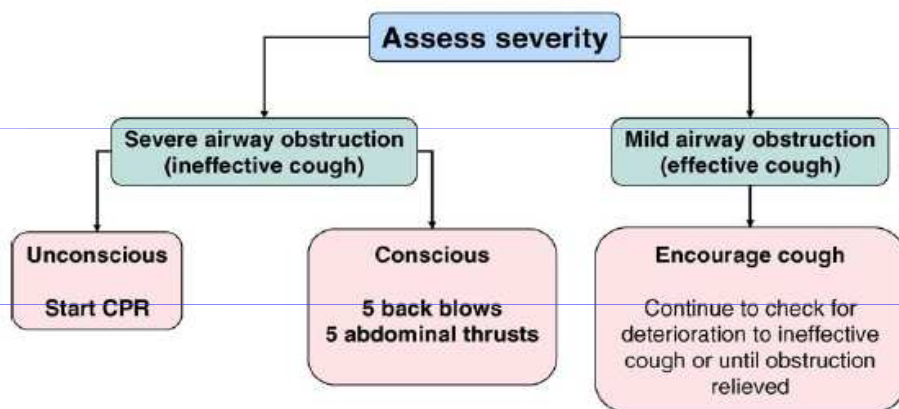 Assess severity
Severe airway obstruction
(ineffective cough)
Mild airway obstruction
(effective cough)
Unconscious
Start CPR
Conscious
5 back blows
5 abdominal thrusts
Encourage cough
Continue to check for
deterioration to ineffective
cough or until obstruction
relieved